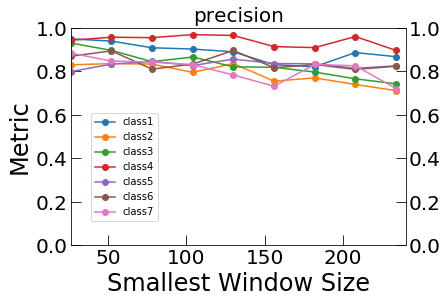 precision
1.0
0.8
0.6
0.4
0.2
0.0
Metric
class1
class2
class3
class4
class5
class6
class7
1.0
0.8
0.6
0.4
0.2
0.0
50
100
150
200
Smallest Window Size